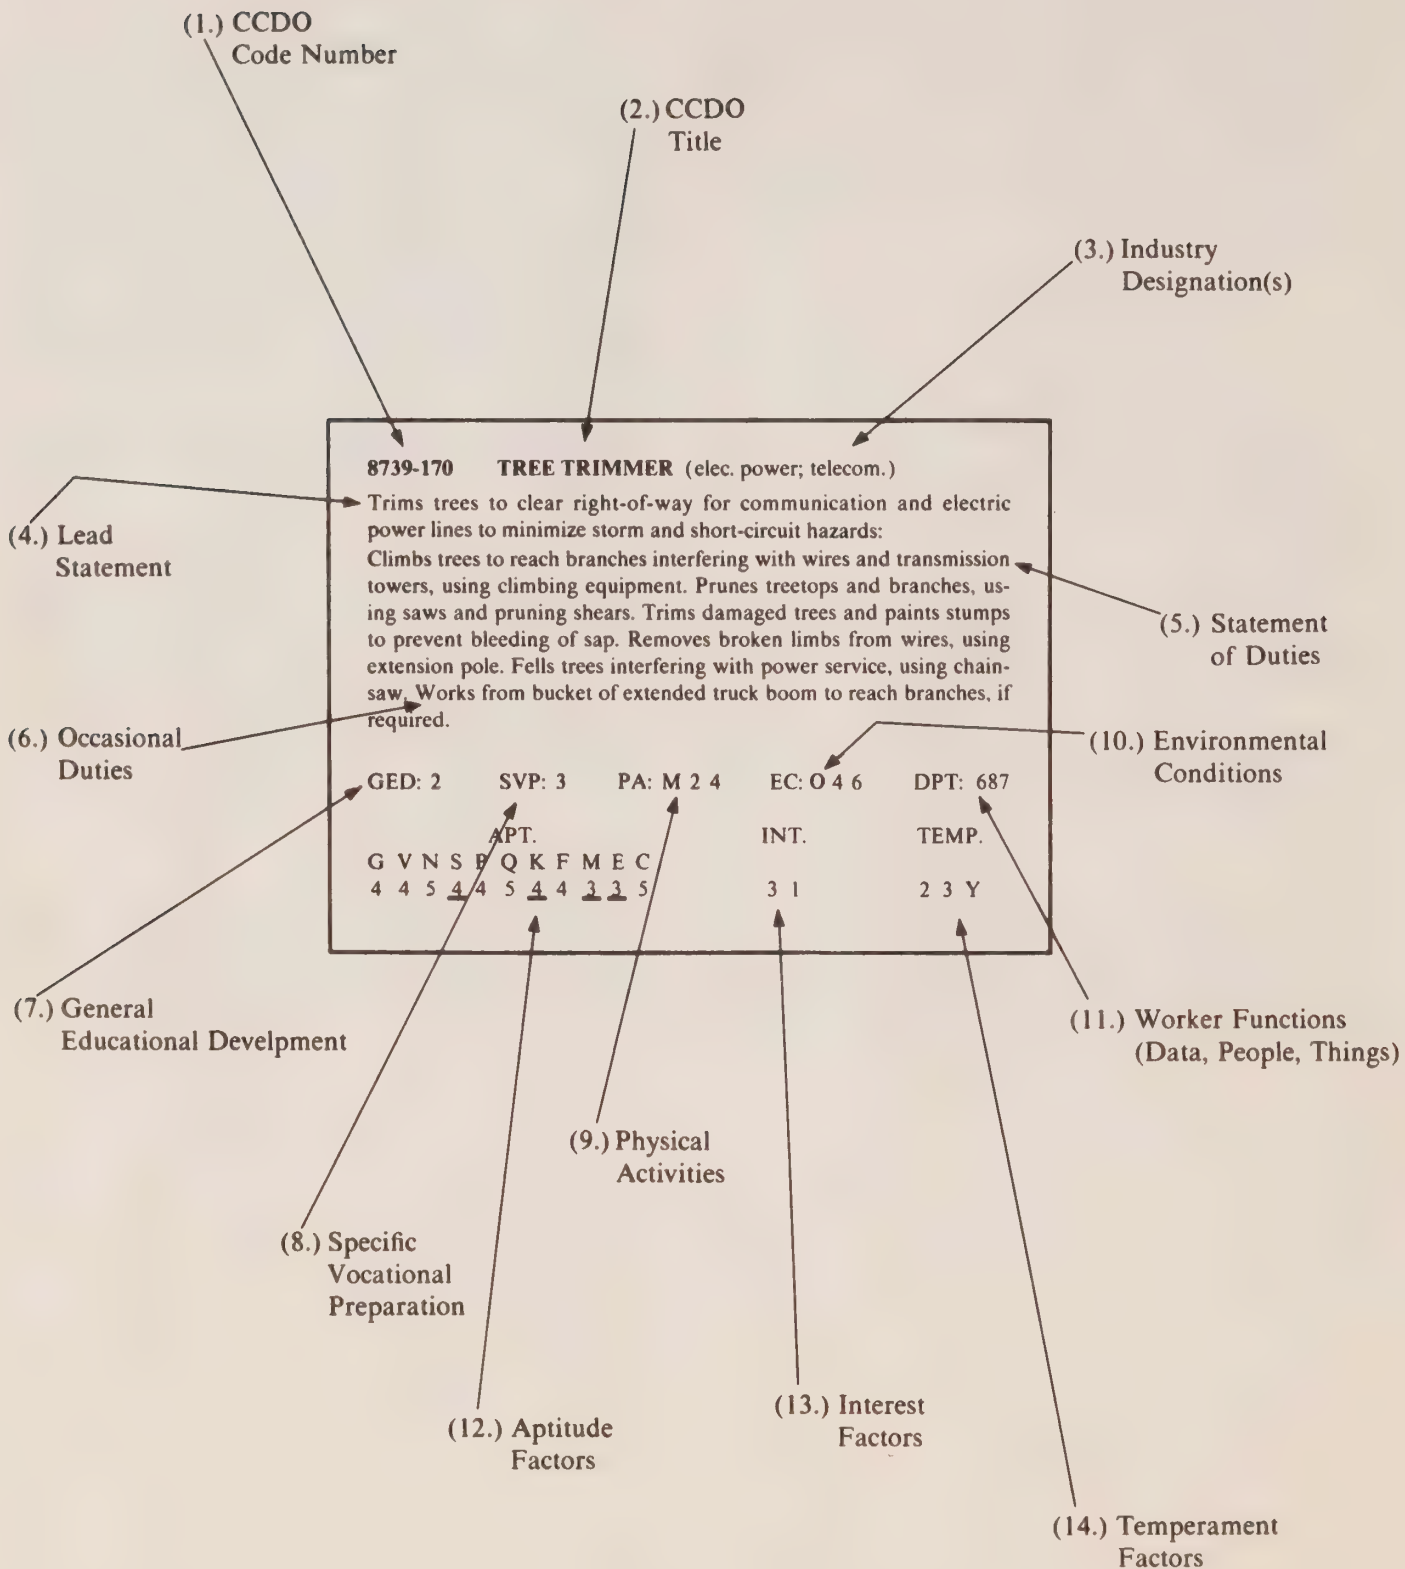 (1.) CCDO
Code Number
(2.) CCDO
Title
(3.) Industry
Designation(s)
8739-170 TREE TRIMMER (elec. power; telecom.)
Trims trees to clear right-of-way for communication and electric
power lines to minimize storm and short-circuit hazards:
Climbs trees to reach branches interfering with wires and transmission
towers, using climbing equipment. Prunes treetops and branches, us-
ing saws and pruning shears. Trims damaged trees and paints stumps
to prevent bleeding of sap. Removes broken limbs from wires, using
extension pole. Fells trees interfering with power service, using chain-
saw. Works from bucket of extended truck boom to reach branches, if
required.
(4.) Lead
Statement
(5.) Statement
of Duties
(6.) Occasional
Duties
(10.) Environmental
Conditions
GED: 2 SVP: 3 PA: M 2 4 EC: O 4 6 DPT: 687
APT. INT. TEMP.
G V N S P Q K F M E C
4 4 5 4 4 5 4 4 3 3 5 3 1 2 3 Y
(7.) General
Educational Develpment
(11.) Worker Functions
(Data, People, Things)
(9.) Physical
Activities
(8.) Specific
Vocational
Preparation
(12.) Aptitude
Factors
(13.) Interest
Factors
(14.) Temperament
Factors